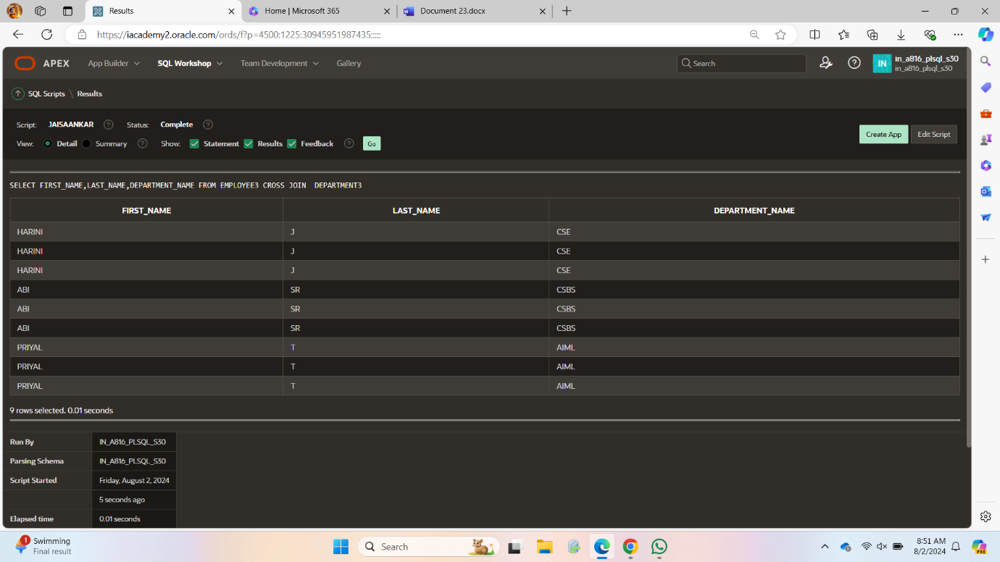 Results
Home | Microsoft 365
Document 23.docx
https://iacademy2.oracle.com/ords/f?p=4500:1225:30945951987435:::::
APEX App Builder SQL Workshop Team Development Gallery Search IN in_a816_plsql_s30
in_a816_plsql_s30
SQL Scripts \ Results
Script: JAISAANKAR Status: Complete
View: Detail Summary Show: Statement Results Feedback Go
Create App Edit Script
SELECT FIRST_NAME,LAST_NAME,DEPARTMENT_NAME FROM EMPLOYEE3 CROSS JOIN DEPARTMENT3
FIRST_NAME LAST_NAME DEPARTMENT_NAME
HARINI J CSE
HARINI J CSE
HARINI J CSE
ABI SR CSBS
ABI SR CSBS
ABI SR CSBS
PRIYAL T AIML
PRIYAL T AIML
PRIYAL T AIML
9 rows selected. 0.01 seconds
Run By IN_A816_PLSQL_S30
Parsing Schema IN_A816_PLSQL_S30
Script Started Friday, August 2, 2024
5 seconds ago
Elapsed time 0.01 seconds
1 Swimming
Final result
Search
8:51 AM
8/2/2024
PRE